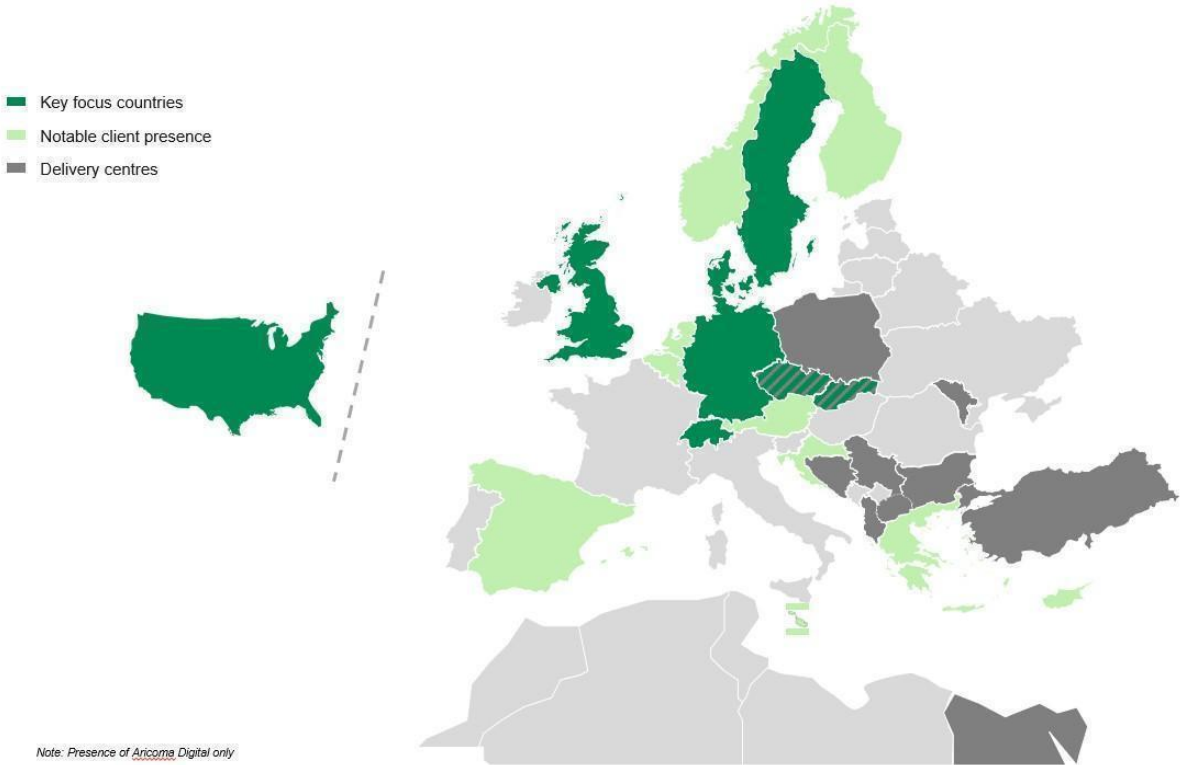 Key focus countries
Notable client presence
Delivery centres
Note: Presence of Aricoma Digital only